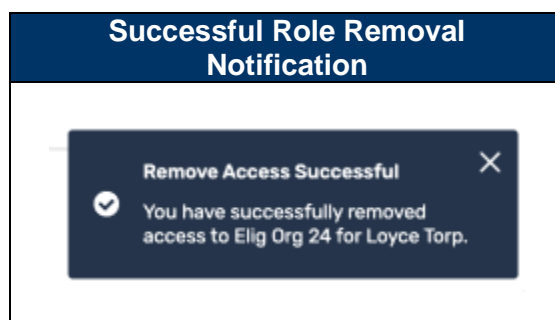 Successful Role Removal
Notification
Remove Access Successful
You have successfully removed
access to Elig Org 24 for Loyce Torp.